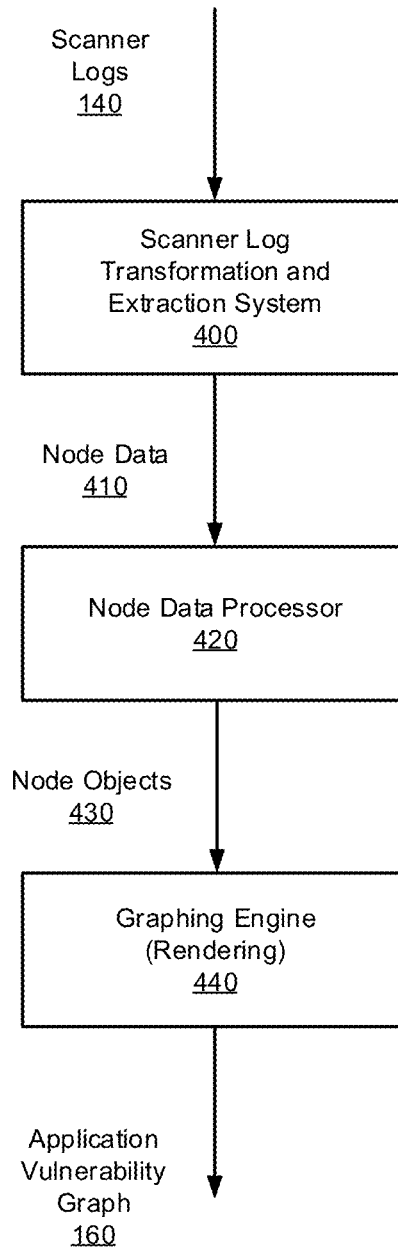 Scanner
Logs
140
Scanner Log
Transformation and
Extraction System
400
Node Data
410
Node Data Processor
420
Node Objects
430
Graphing Engine
(Rendering)
440
Application
Vulnerability
Graph
160